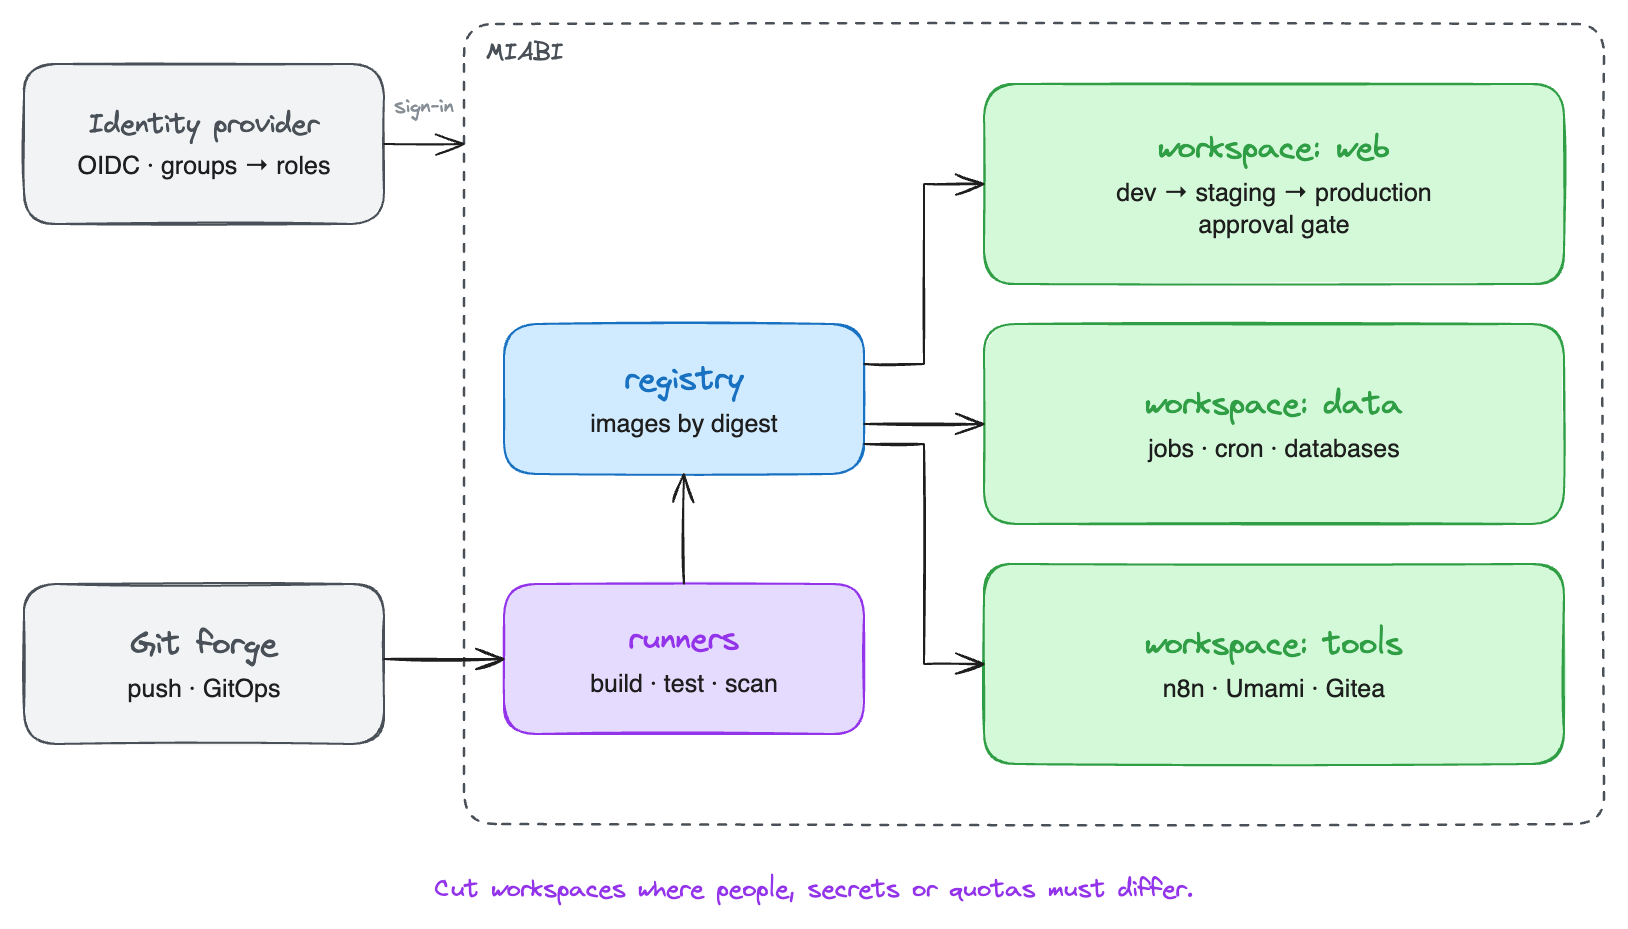 MIABI
Identity provider
OIDC · groups → roles
sign-in
workspace: web
dev → staging → production
approval gate
registry
images by digest
workspace: data
jobs · cron · databases
Git forge
push · GitOps
runners
build · test · scan
workspace: tools
n8n · Umami · Gitea
Cut workspaces where people, secrets or quotas must differ.